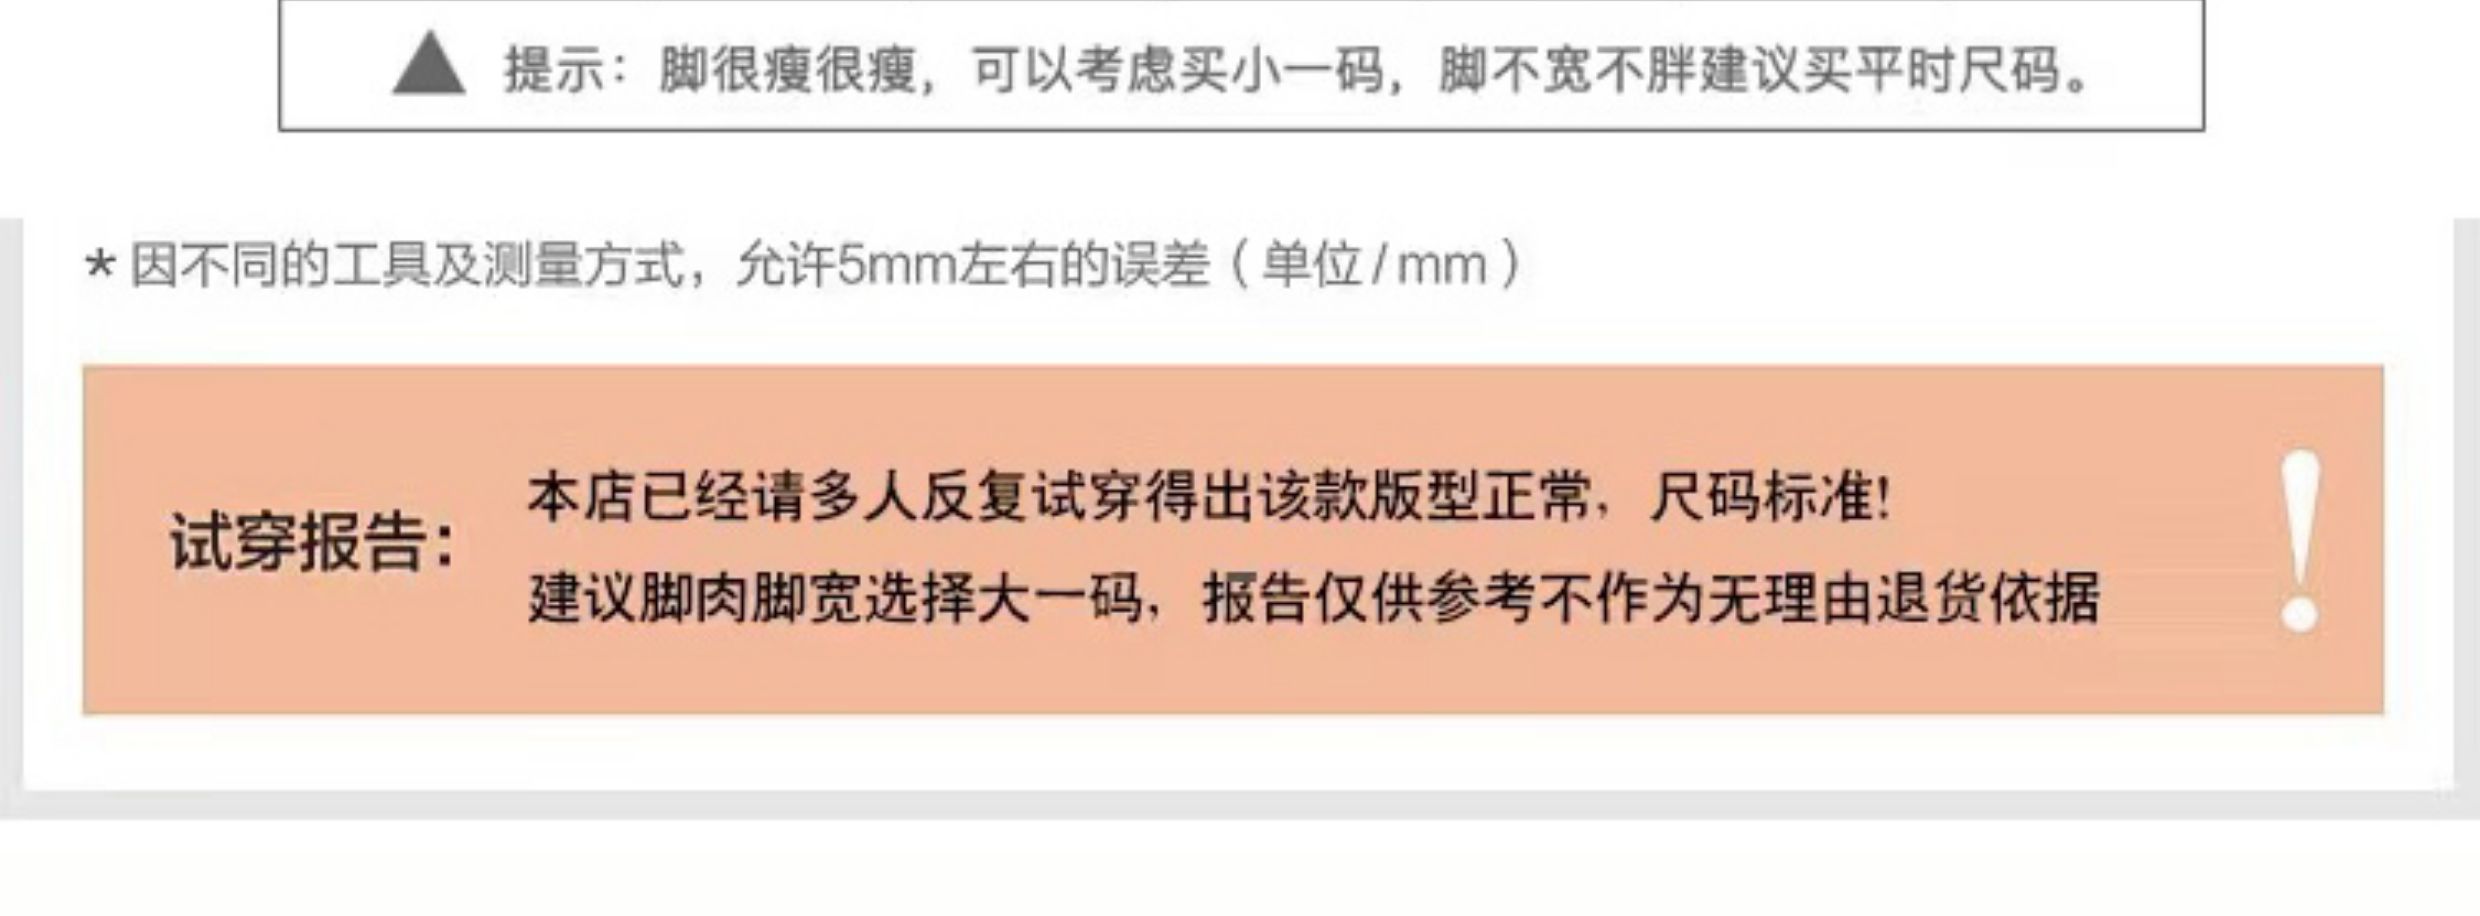 ▲ 提示：脚很瘦很瘦，可以考虑买小一码，脚不宽不胖建议买平时尺码。
* 因不同的工具及测量方式，允许5mm左右的误差（单位/mm）
试穿报告：
本店已经请多人反复试穿得出该款版型正常，尺码标准！
建议脚肉脚宽选择大一码，报告仅供参考不作为无理由退货依据
！